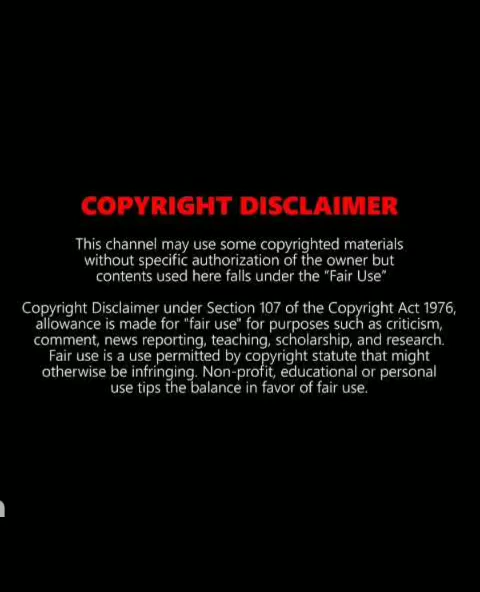 COPYRIGHT DISCLAIMER
This channel may use some copyrighted materials
without specific authorization of the owner but
contents used here falls under the "Fair Use"
Copyright Disclaimer under Section 107 of the Copyright Act 1976,
allowance is made for "fair use" for purposes such as criticism,
comment, news reporting, teaching, scholarship, and research.
Fair use is a use permitted by copyright statute that might
otherwise be infringing. Non-profit, educational or personal
use tips the balance in favor of fair use.